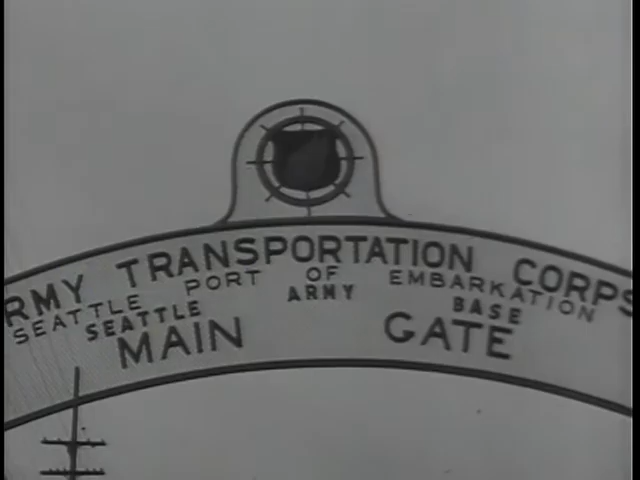 RMY TRANSPORTATION CORPS
SEATTLE PORT OF EMBARKATION
SEATTLE ARMY BASE
MAIN GATE